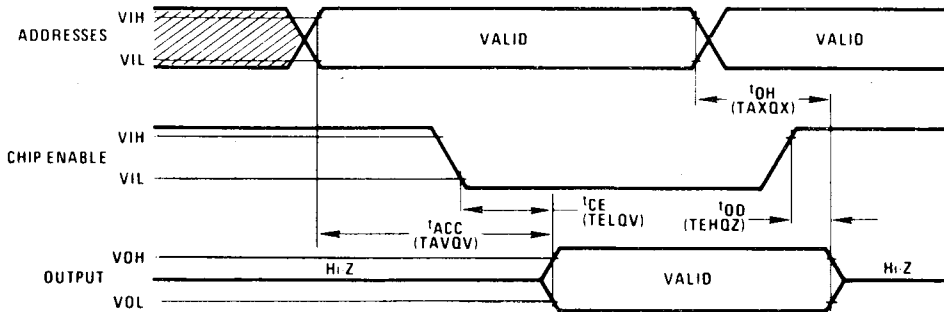 VIH
ADDRESSES
VALID
VALID
VIL
tOH
(TAXQX)
VIH
CHIP ENABLE
VIL
tCE
(TELQV)
tOD
(TEHQZ)
tACC
(TAVQV)
VOH
Hi-Z
OUTPUT
VALID
Hi-Z
VOL